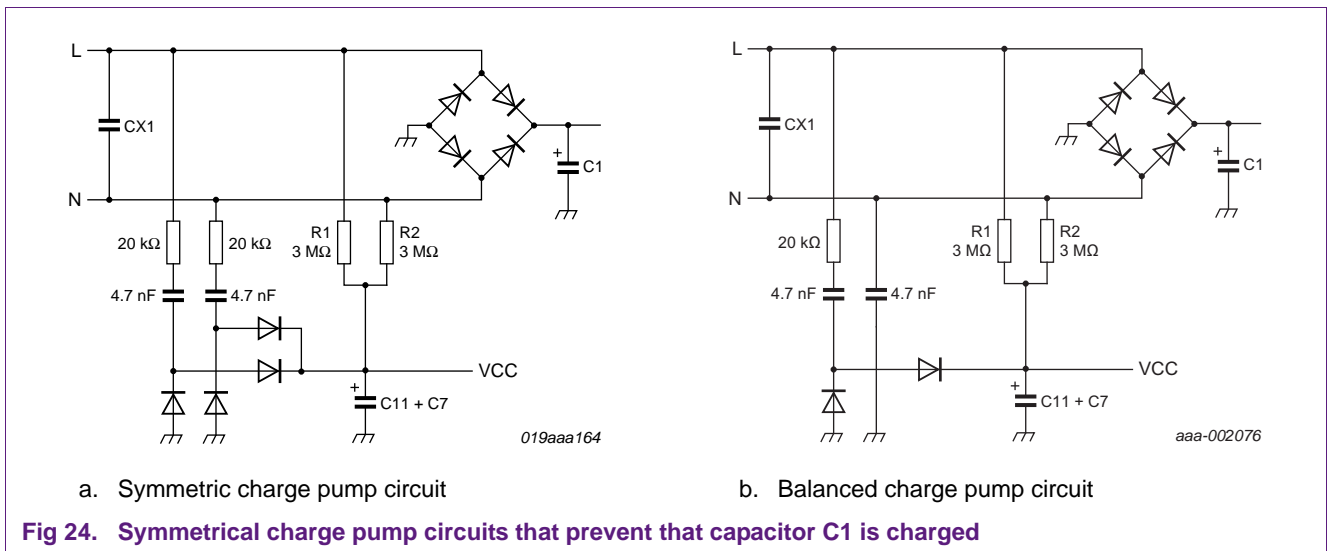 L
CX1
N
20 kΩ
20 kΩ
4.7 nF
4.7 nF
R1
3 MΩ
R2
3 MΩ
+
C1
VCC
+
C11 + C7
019aaa164
a. Symmetric charge pump circuit
L
CX1
N
20 kΩ
4.7 nF
4.7 nF
R1
3 MΩ
R2
3 MΩ
+
C1
VCC
+
C11 + C7
aaa-002076
b. Balanced charge pump circuit
Fig 24. Symmetrical charge pump circuits that prevent that capacitor C1 is charged